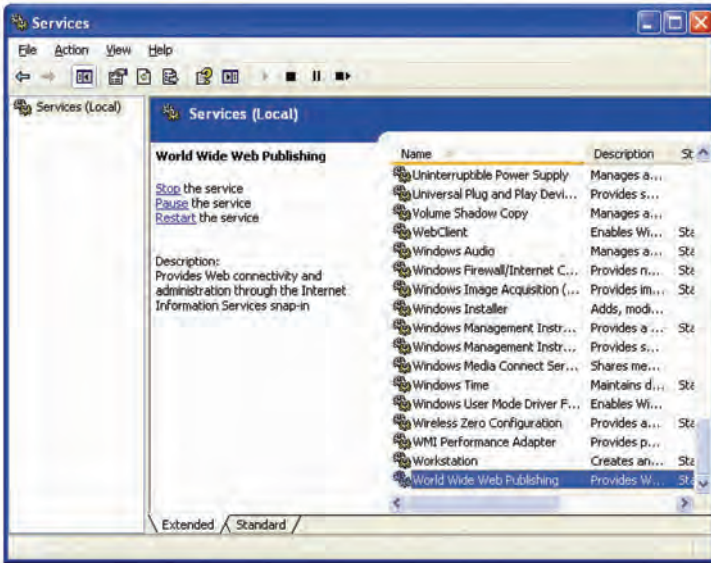 Services
File Action View Help
Services (Local)
Services (Local)
World Wide Web Publishing
Stop the service
Pause the service
Restart the service
Description:
Provides Web connectivity and
administration through the Internet
Information Services snap-in
Name Description St
Uninterruptible Power Supply Manages a...
Universal Plug and Play Devi... Provides s...
Volume Shadow Copy Manages a...
WebClient Enables Wi... Sta
Windows Audio Manages a... Sta
Windows Firewall/Internet C... Provides n... Sta
Windows Image Acquisition (... Provides im... Sta
Windows Installer Adds, modi...
Windows Management Instr... Provides a ... Sta
Windows Management Instr... Provides s...
Windows Media Connect Ser... Shares me...
Windows Time Maintains d... Sta
Windows User Mode Driver F... Enables Wi...
Wireless Zero Configuration Provides a... Sta
WMI Performance Adapter Provides p...
Workstation Creates an... Sta
World Wide Web Publishing Provides W... Sta
Extended Standard